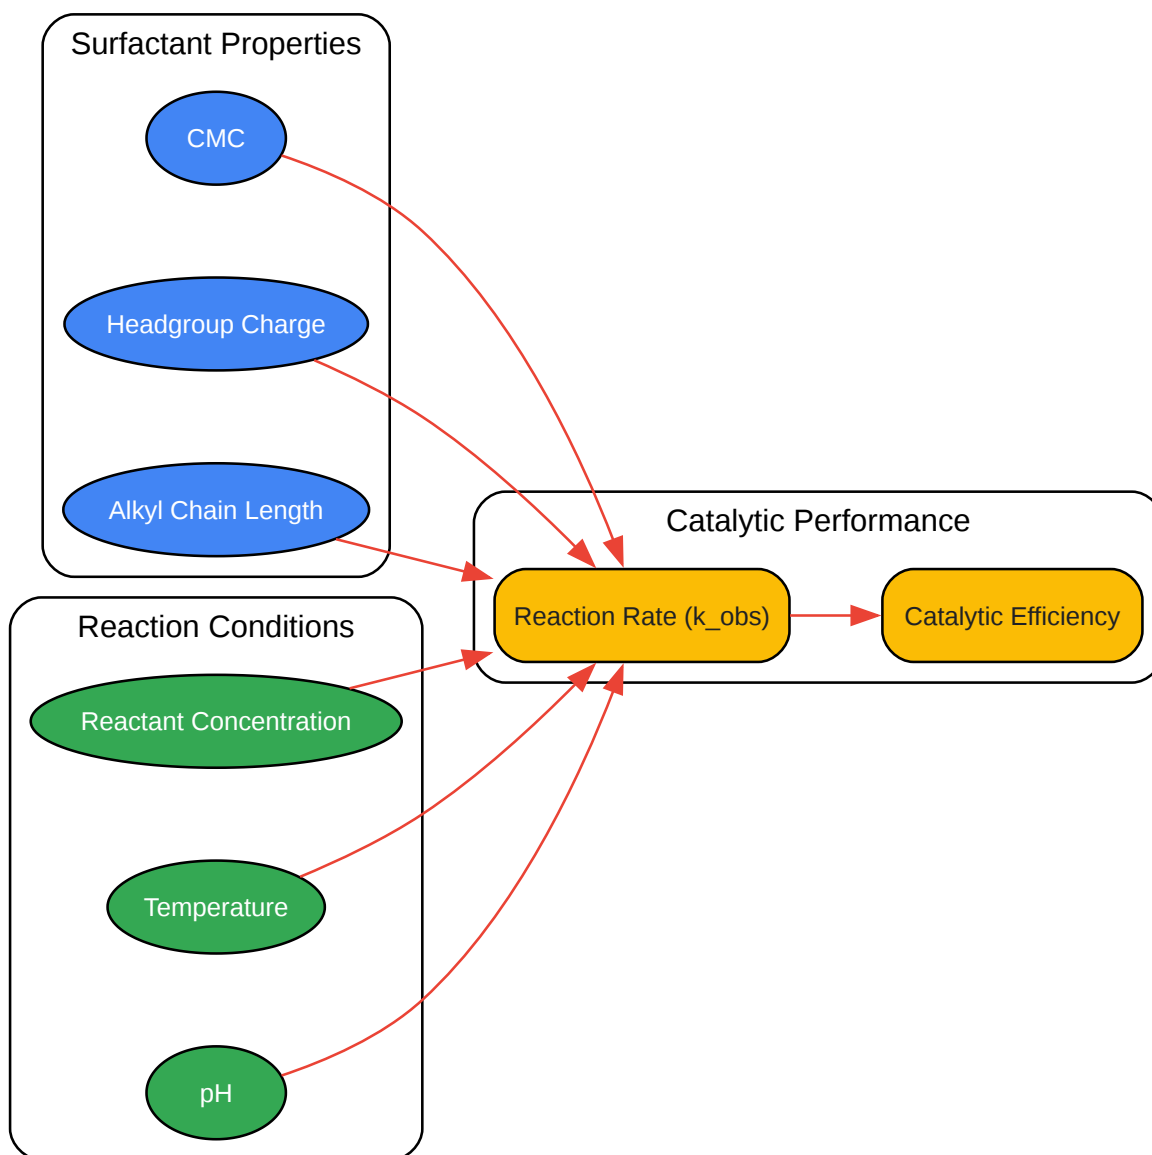 Surfactant Properties
CMC
Headgroup Charge
Alkyl Chain Length
Catalytic Performance
Reaction Rate (k_obs)
Catalytic Efficiency
Reaction Conditions
Reactant Concentration
Temperature
pH